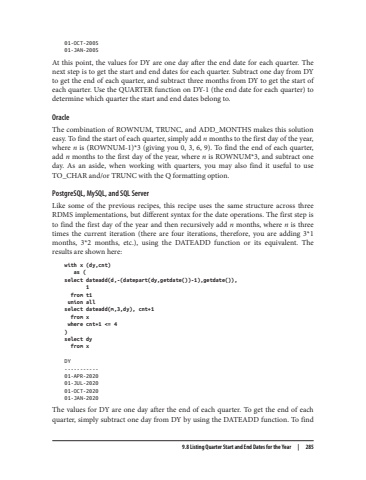 01-OCT-2005
01-JAN-2005
At this point, the values for DY are one day after the end date for each quarter. The
next step is to get the start and end dates for each quarter. Subtract one day from DY
to get the end of each quarter, and subtract three months from DY to get the start of
each quarter. Use the QUARTER function on DY-1 (the end date for each quarter) to
determine which quarter the start and end dates belong to.
Oracle
The combination of ROWNUM, TRUNC, and ADD_MONTHS makes this solution
easy. To find the start of each quarter, simply add n months to the first day of the year,
where n is (ROWNUM-1)*3 (giving you 0, 3, 6, 9). To find the end of each quarter,
add n months to the first day of the year, where n is ROWNUM*3, and subtract one
day. As an aside, when working with quarters, you may also find it useful to use
TO_CHAR and/or TRUNC with the Q formatting option.
PostgreSQL, MySQL, and SQL Server
Like some of the previous recipes, this recipe uses the same structure across three
RDMS implementations, but different syntax for the date operations. The first step is
to find the first day of the year and then recursively add n months, where n is three
times the current iteration (there are four iterations, therefore, you are adding 3*1
months, 3*2 months, etc.), using the DATEADD function or its equivalent. The
results are shown here:
with x (dy,cnt)
as (
select dateadd(d,-(datepart(dy,getdate())-1),getdate()),
1
from t1
union all
select dateadd(m,3,dy), cnt+1
from x
where cnt+1 <= 4
)
select dy
from x
DY
-----------
01-APR-2020
01-JUL-2020
01-OCT-2020
01-JAN-2020
The values for DY are one day after the end of each quarter. To get the end of each
quarter, simply subtract one day from DY by using the DATEADD function. To find
9.8 Listing Quarter Start and End Dates for the Year | 285